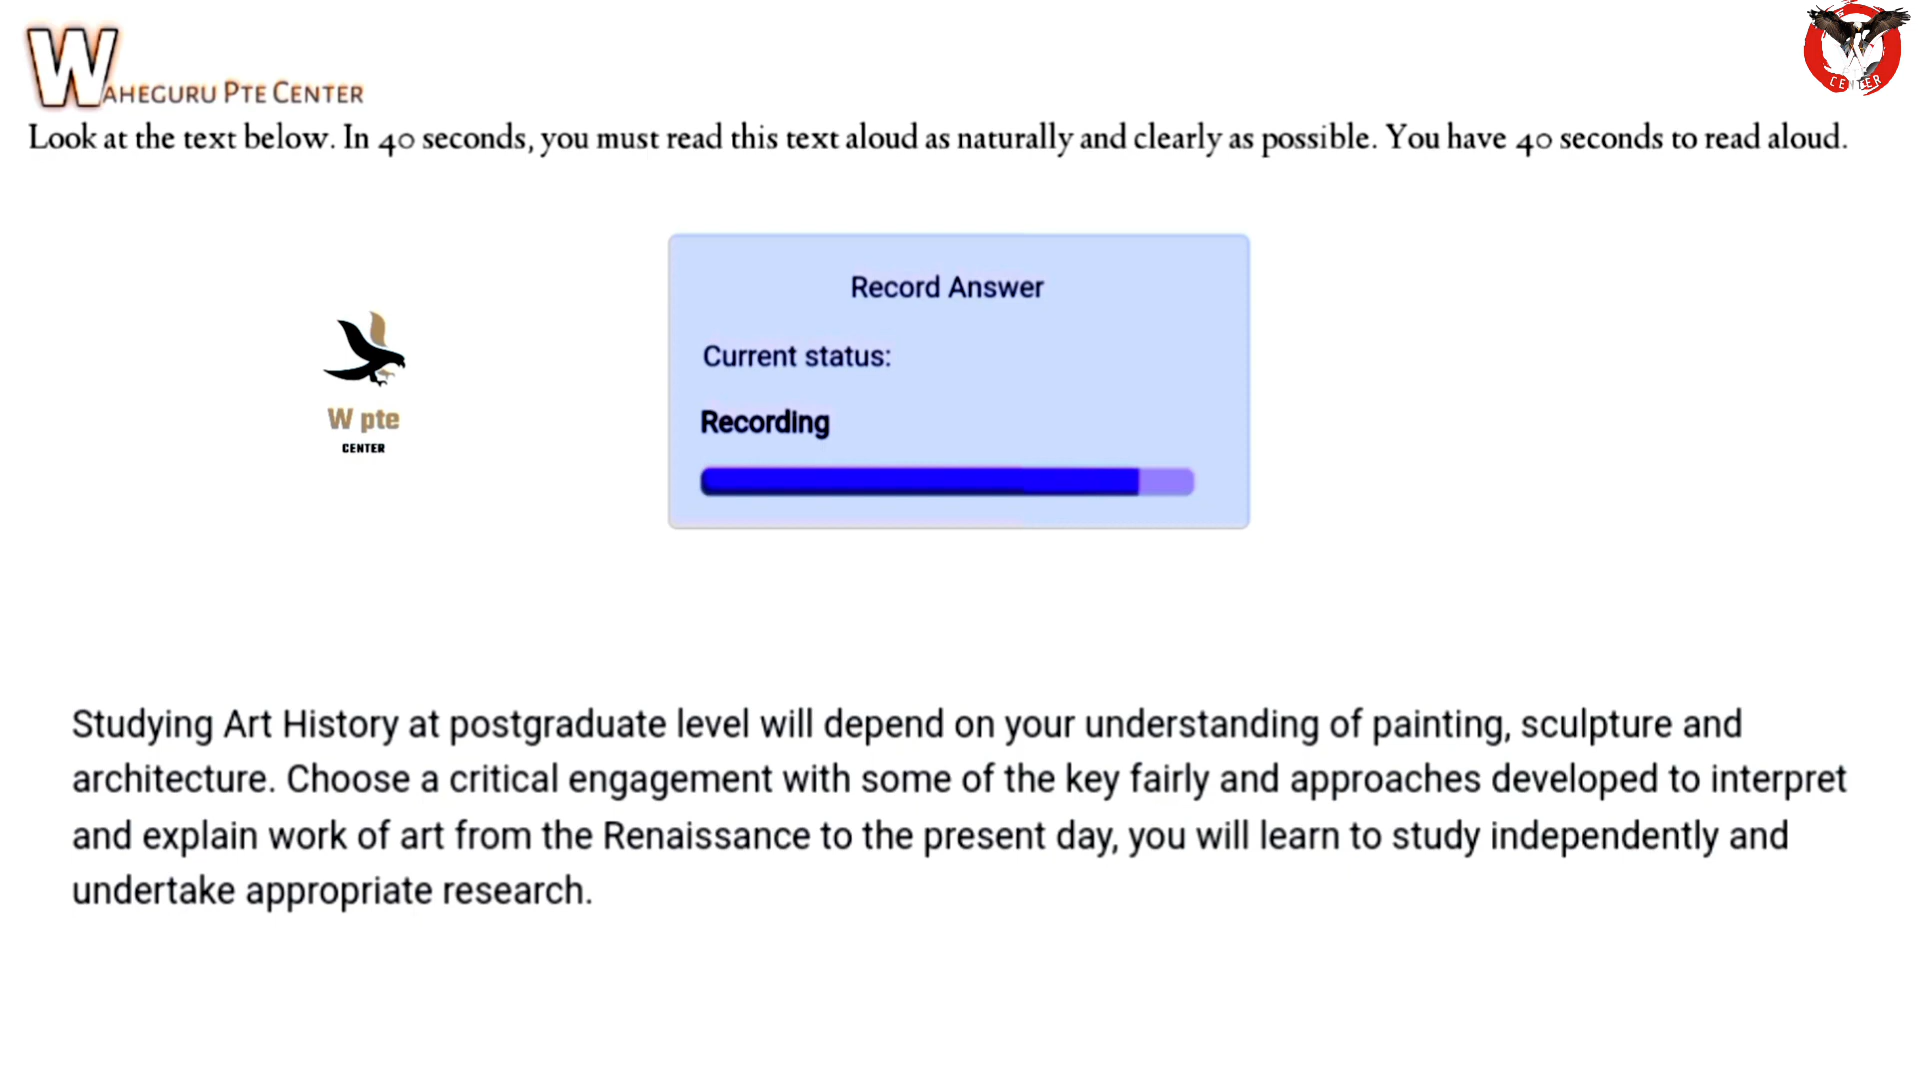 WAHEGURU PTE CENTER
CENTER
Look at the text below. In 40 seconds, you must read this text aloud as naturally and clearly as possible. You have 40 seconds to read aloud.
Record Answer
Current status:
Recording
W pte
CENTER
Studying Art History at postgraduate level will depend on your understanding of painting, sculpture and
architecture. Choose a critical engagement with some of the key fairly and approaches developed to interpret
and explain work of art from the Renaissance to the present day, you will learn to study independently and
undertake appropriate research.